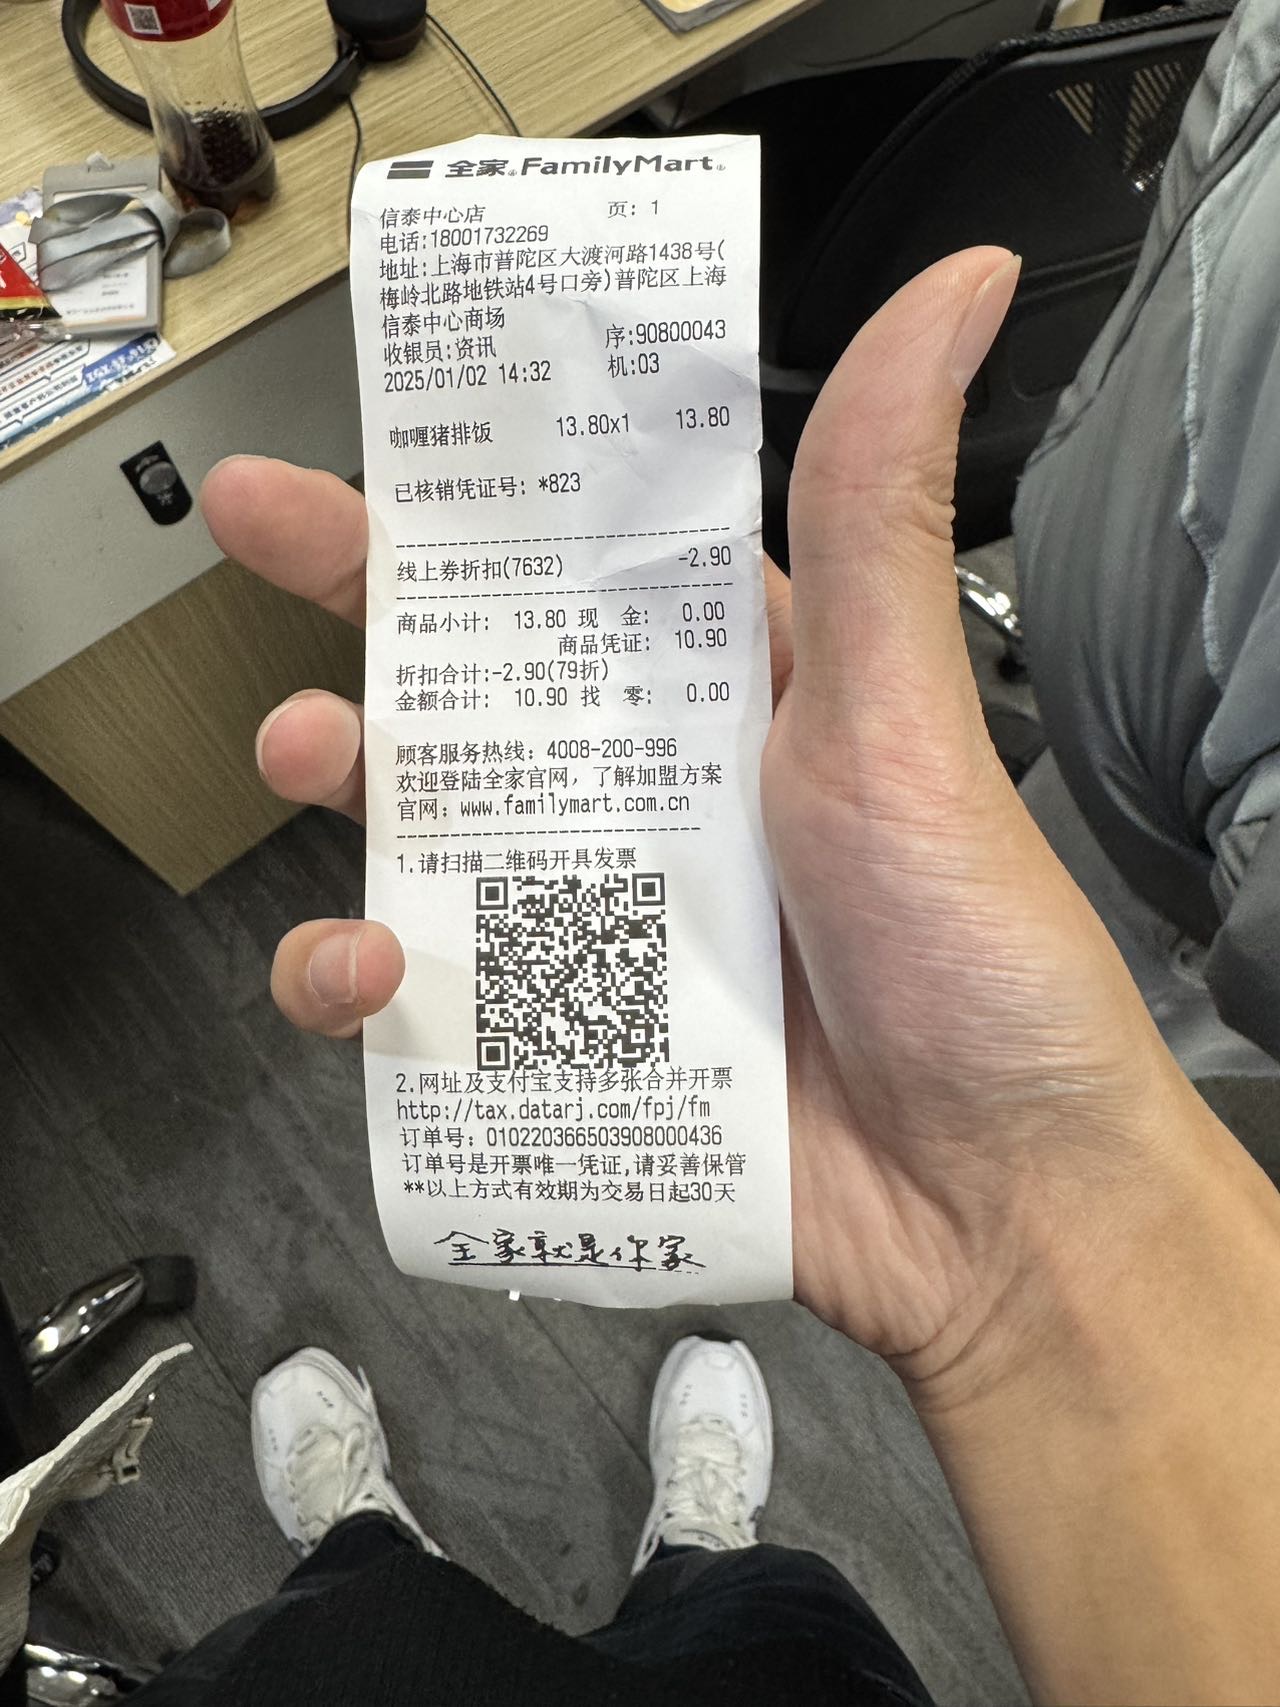 全家 FamilyMart
信泰中心店 页: 1
电话:18001732269
地址:上海市普陀区大渡河路1438号(
梅岭北路地铁站4号口旁)普陀区上海
信泰中心商场
收银员:资讯 序:90800043
2025/01/02 14:32 机:03
咖喱猪排饭 13.80x1 13.80
已核销凭证号: *823
线上券折扣(7632) -2.90
商品小计: 13.80 现 金: 0.00
商品凭证: 10.90
折扣合计:-2.90(79折)
金额合计: 10.90 找 零: 0.00
顾客服务热线: 4008-200-996
欢迎登陆全家官网, 了解加盟方案
官网: www.familymart.com.cn
1.请扫描二维码开具发票
2.网址及支付宝支持多张合并开票
http://tax.datarj.com/fpj/fm
订单号: 010220366503908000436
订单号是开票唯一凭证,请妥善保管
**以上方式有效期为交易日起30天
全家就是你家